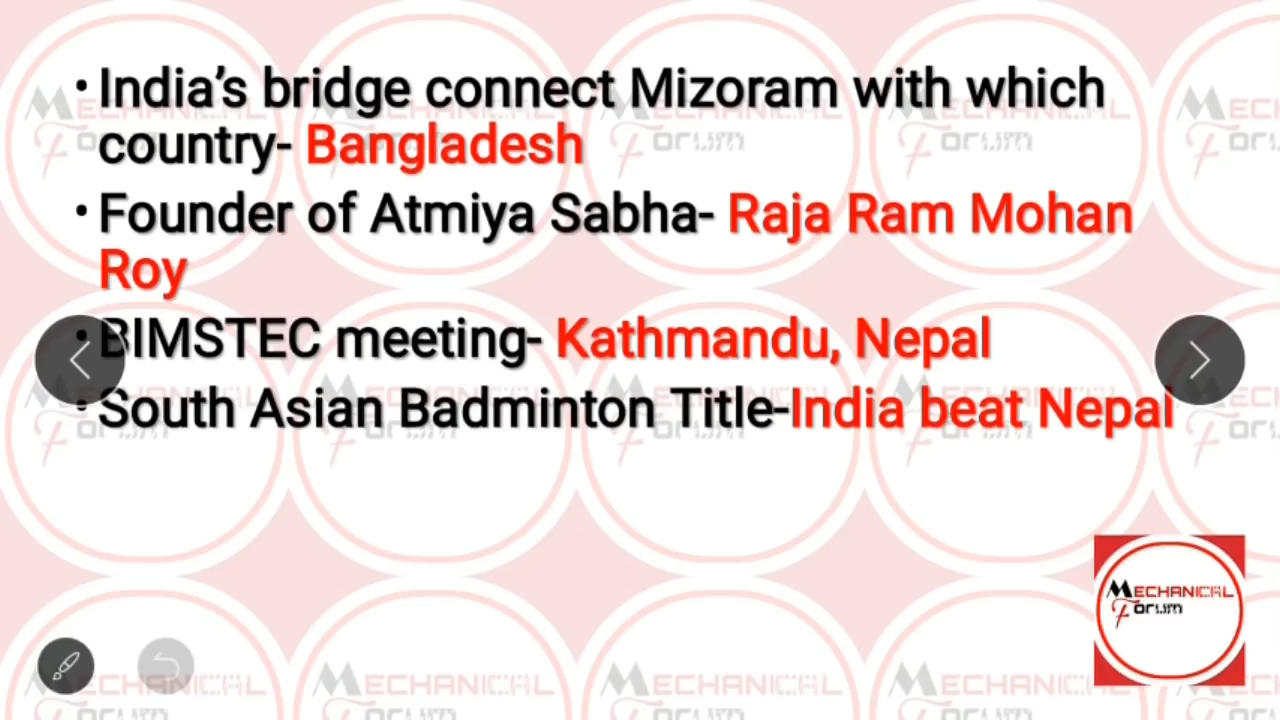 • India’s bridge connect Mizoram with which
country- Bangladesh
• Founder of Atmiya Sabha- Raja Ram Mohan
Roy
• BIMSTEC meeting- Kathmandu, Nepal
• South Asian Badminton Title-India beat Nepal
MECHANICAL
Forum